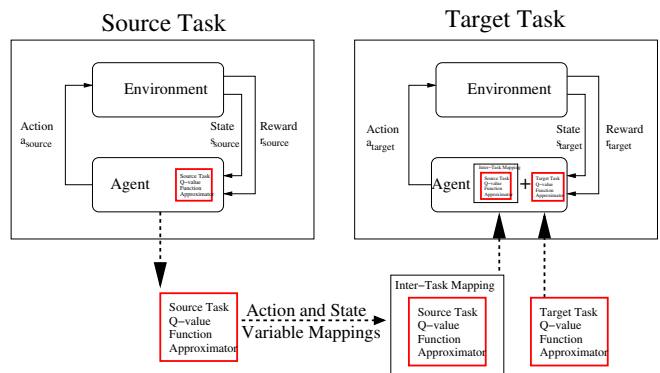 Source Task
Target Task
Environment
Action
a_source
State
s_source
Reward
r_source
Agent
Source Task
Q-value
Function
Approximator
Environment
Action
a_target
State
s_target
Reward
r_target
Agent
Inter-Task Mapping
Source Task
Q-value
Function
Approximator
+
Target Task
Q-value
Function
Approximator
Source Task
Q-value
Function
Approximator
Action and State
Variable Mappings
Inter-Task Mapping
Source Task
Q-value
Function
Approximator
Target Task
Q-value
Function
Approximator